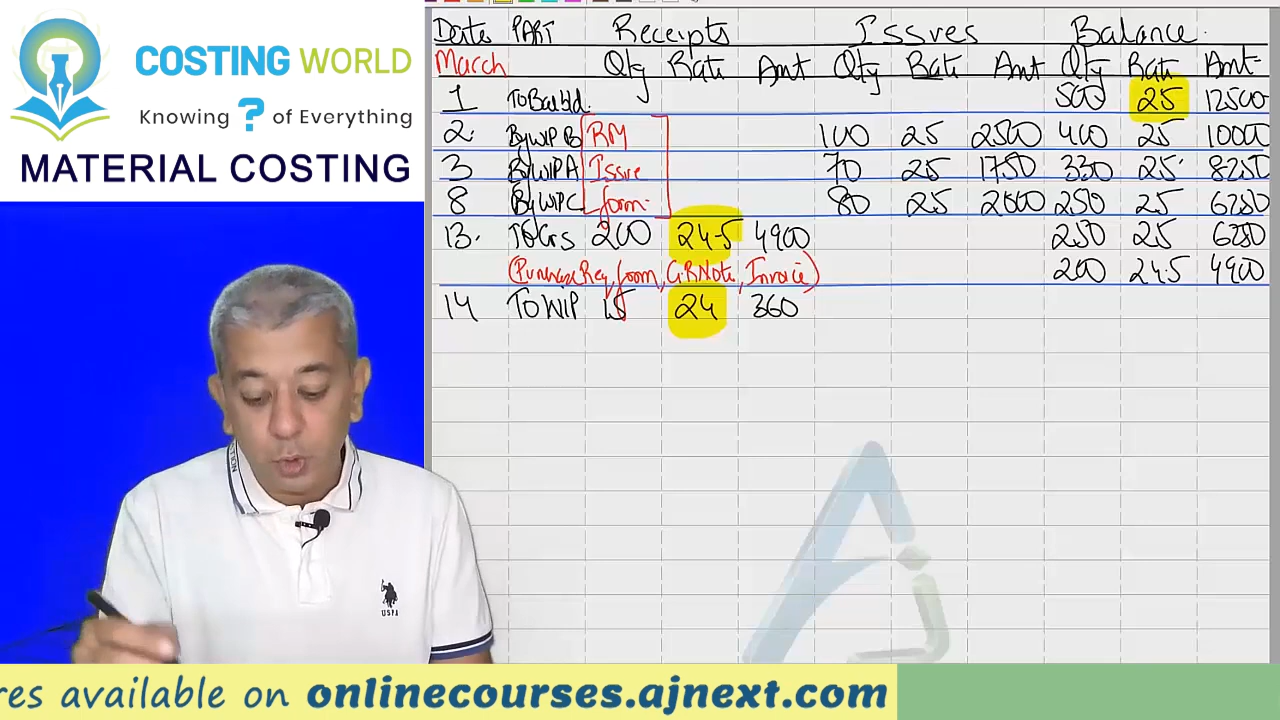 COSTING WORLD
Knowing ? of Everything
MATERIAL COSTING
Date PART Receipts Issues Balance.
March Qty Rate Amt Qty Rate Amt Qty Rate Amt
1 To Bal b/d. 500 25 12500
2. By WIP B RM 100 25 2500 400 25 10000
3 By WIP A Issue 70 25 1750 330 25 8250
8 By WIP C form 80 25 2000 250 25 6250
13. To Crs 200 24.5 4900 250 25 6250
(Purchase Req form, G.R Note, Invoice) 200 24.5 4900
14 To WIP 15 24 360
NSON
USPA
res available on onlinecourses.ajnext.com